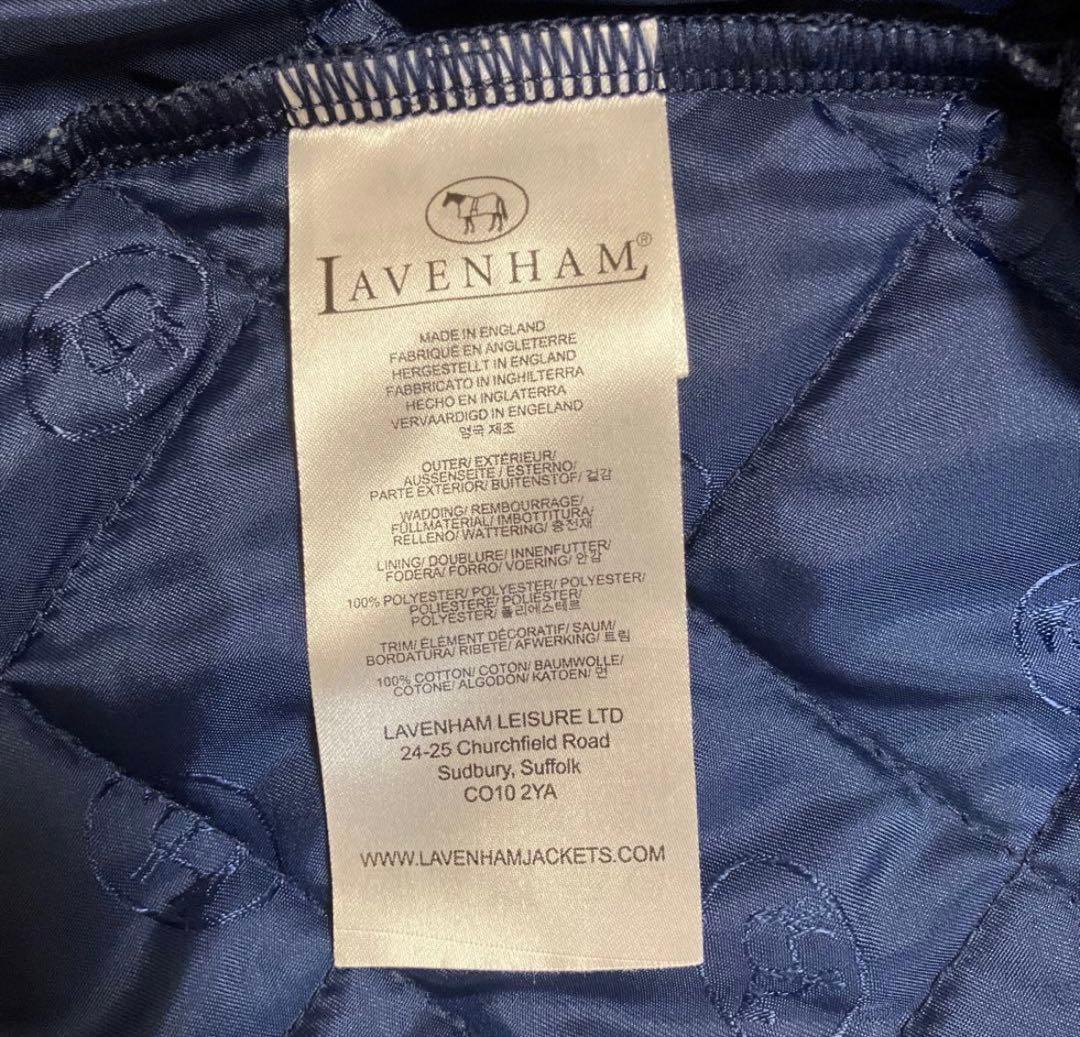 LAVENHAM®
MADE IN ENGLAND
FABRIQUÉ EN ANGLETERRE
HERGESTELLT IN ENGLAND
FABBRICATO IN INGHILTERRA
HECHO EN INGLATERRA
VERVAARDIGD IN ENGELAND
영국 제조
OUTER/ EXTÉRIEUR/
AUSSENSEITE / ESTERNO/
PARTE EXTERIOR/ BUITENSTOF/ 겉감
WADDING/ REMBOURRAGE/
FÜLLMATERIAL/ IMBOTTITURA/
RELLENO/ WATTERING/ 충전재
LINING/ DOUBLURE/ INNENFUTTER/
FODERA/ FORRO/ VOERING/ 안감
100% POLYESTER/ POLYESTER/ POLYESTER/
POLIESTERE/ POLIÉSTER/
POLYESTER/ 폴리에스테르
TRIM/ ÉLÉMENT DÉCORATIF/ SAUM/
BORDATURA/ RIBETE/ AFWERKING/ 트림
100% COTTON/ COTON/ BAUMWOLLE/
COTONE/ ALGODÓN/ KATOEN/ 면
LAVENHAM LEISURE LTD
24-25 Churchfield Road
Sudbury, Suffolk
CO10 2YA
WWW.LAVENHAMJACKETS.COM